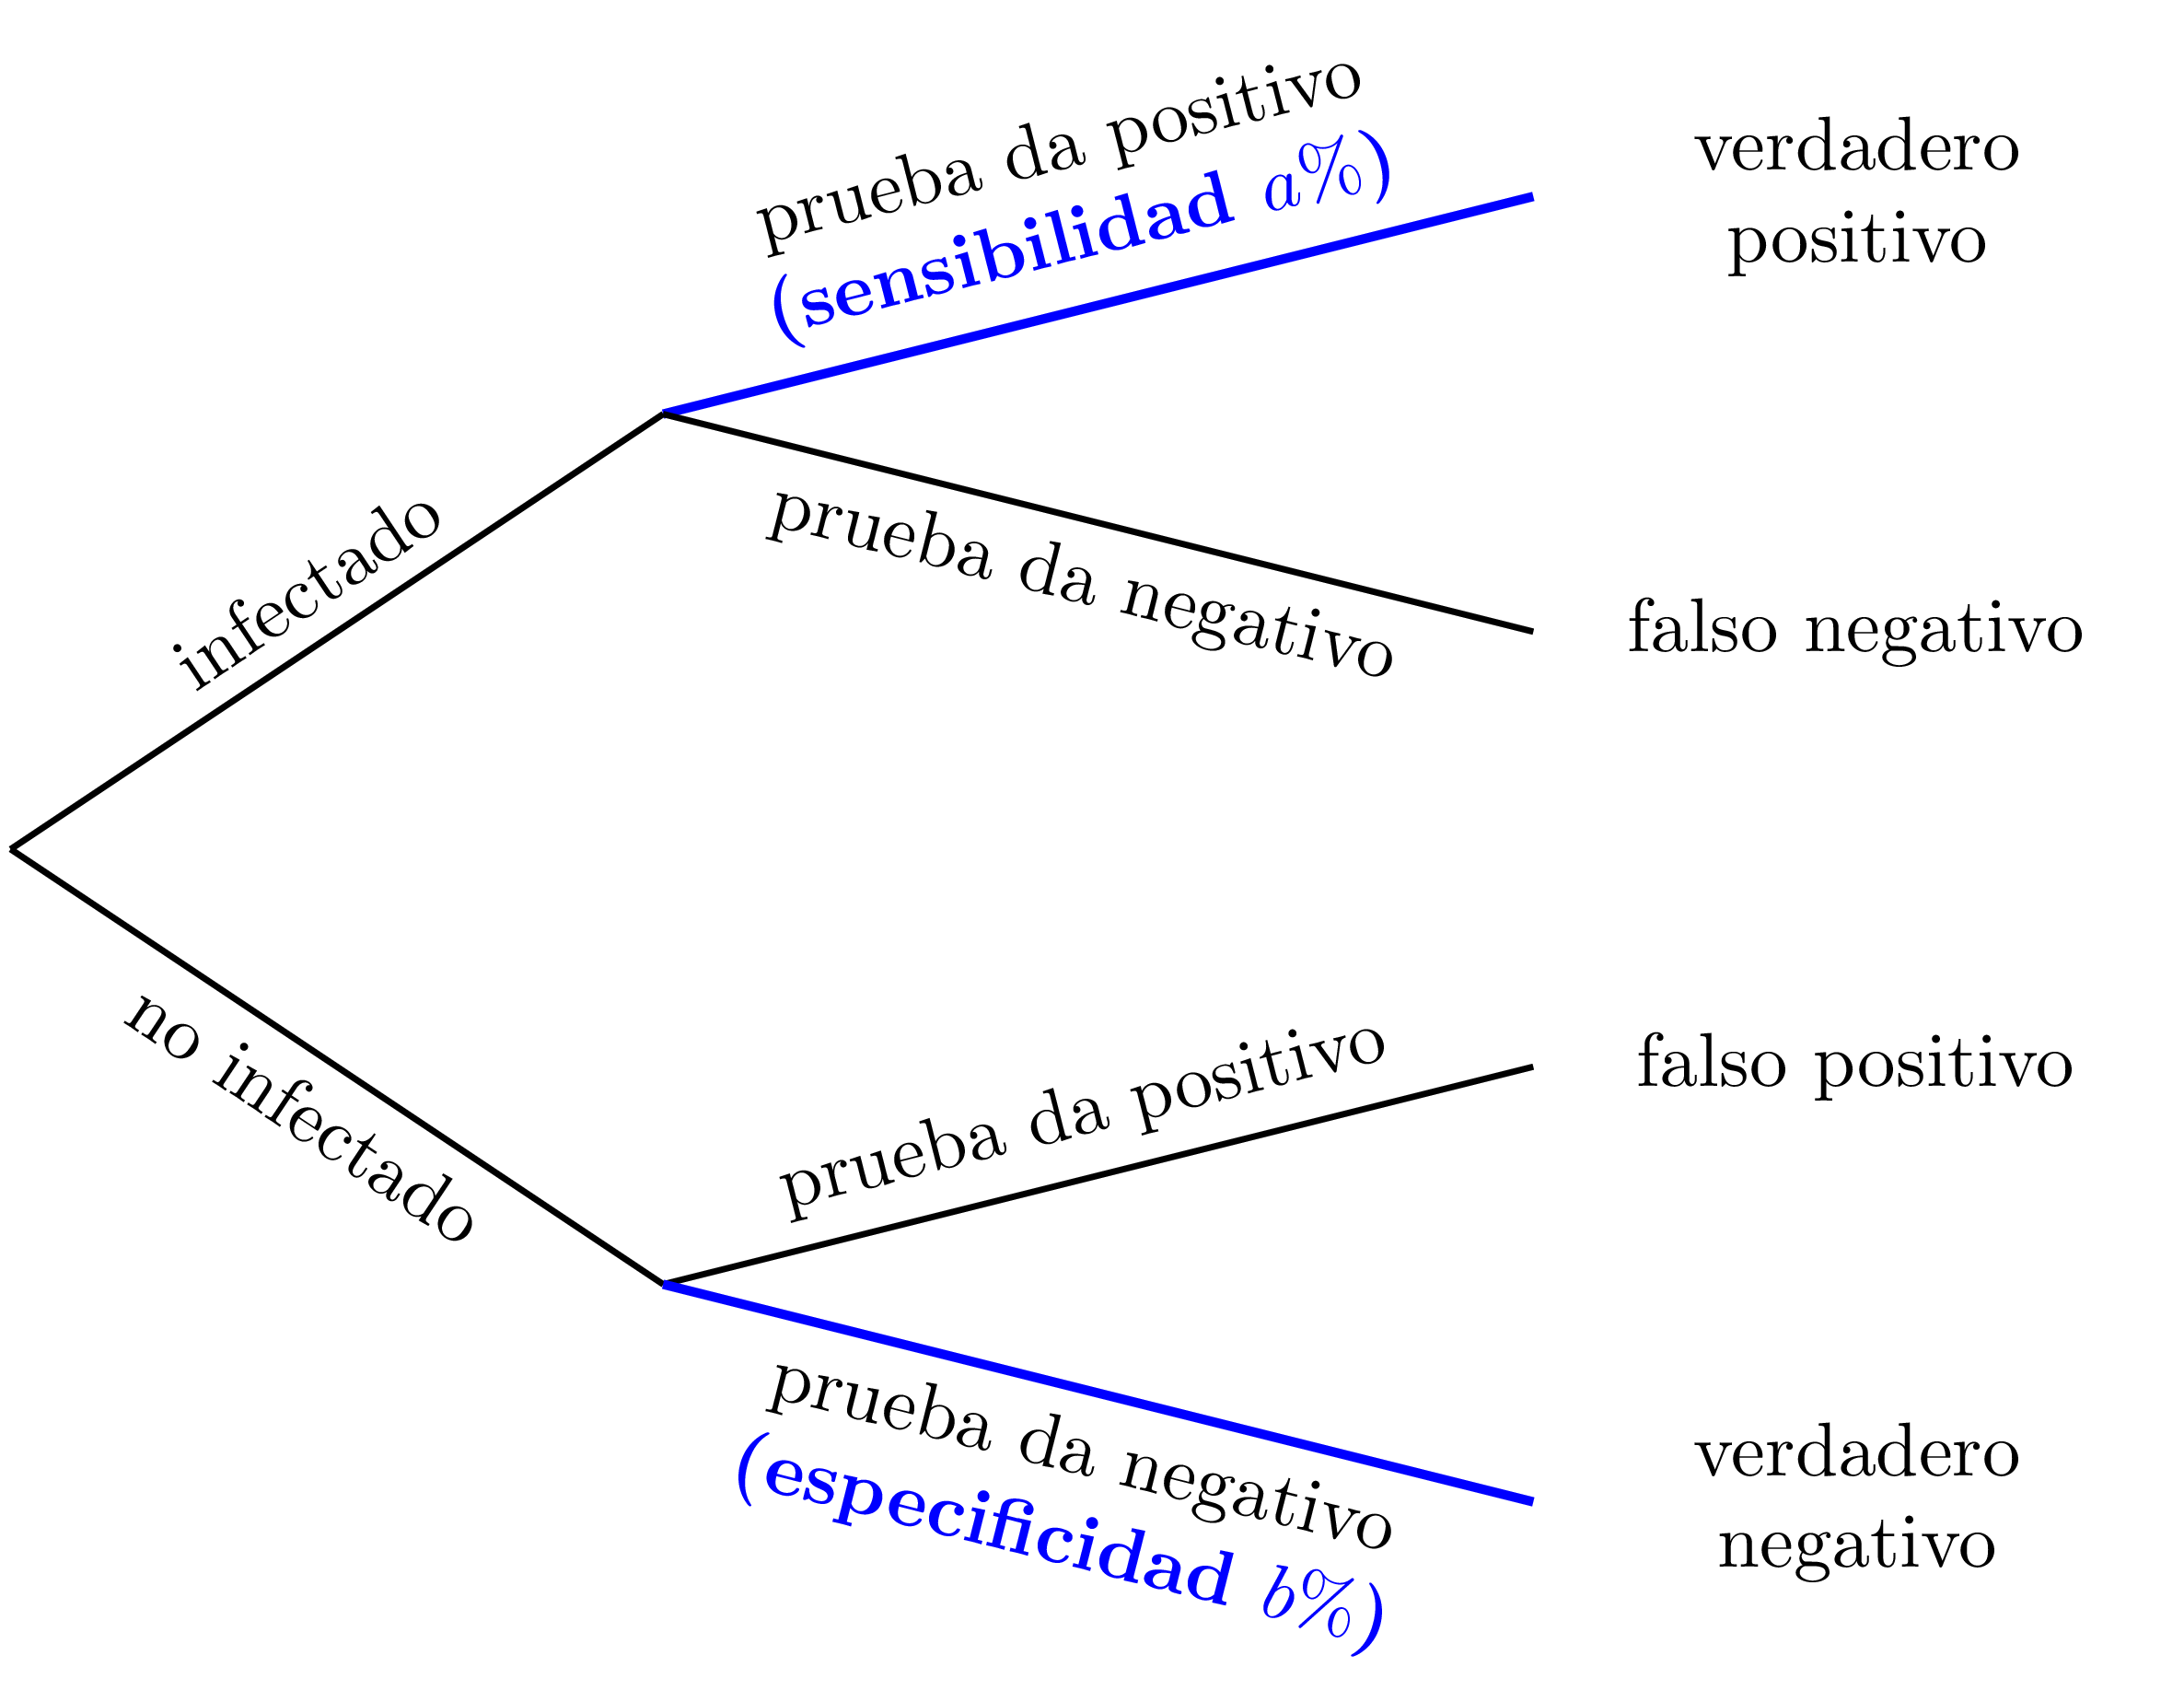 prueba da positivo
(sensibilidad a%)
verdadero
positivo
infectado
prueba da negativo
falso negativo
no infectado
prueba da positivo
falso positivo
prueba da negativo
(especificidad b%)
verdadero
negativo